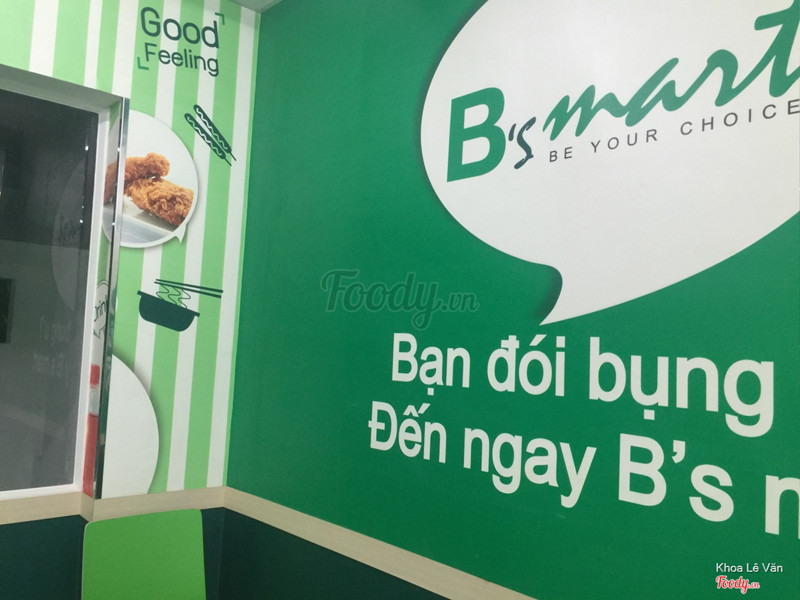 Good
Feeling
B's mart
BE YOUR CHOICE
Foody.vn
Bạn đói bụng
Đến ngay B's
Khoa Lê Văn
Foody.vn